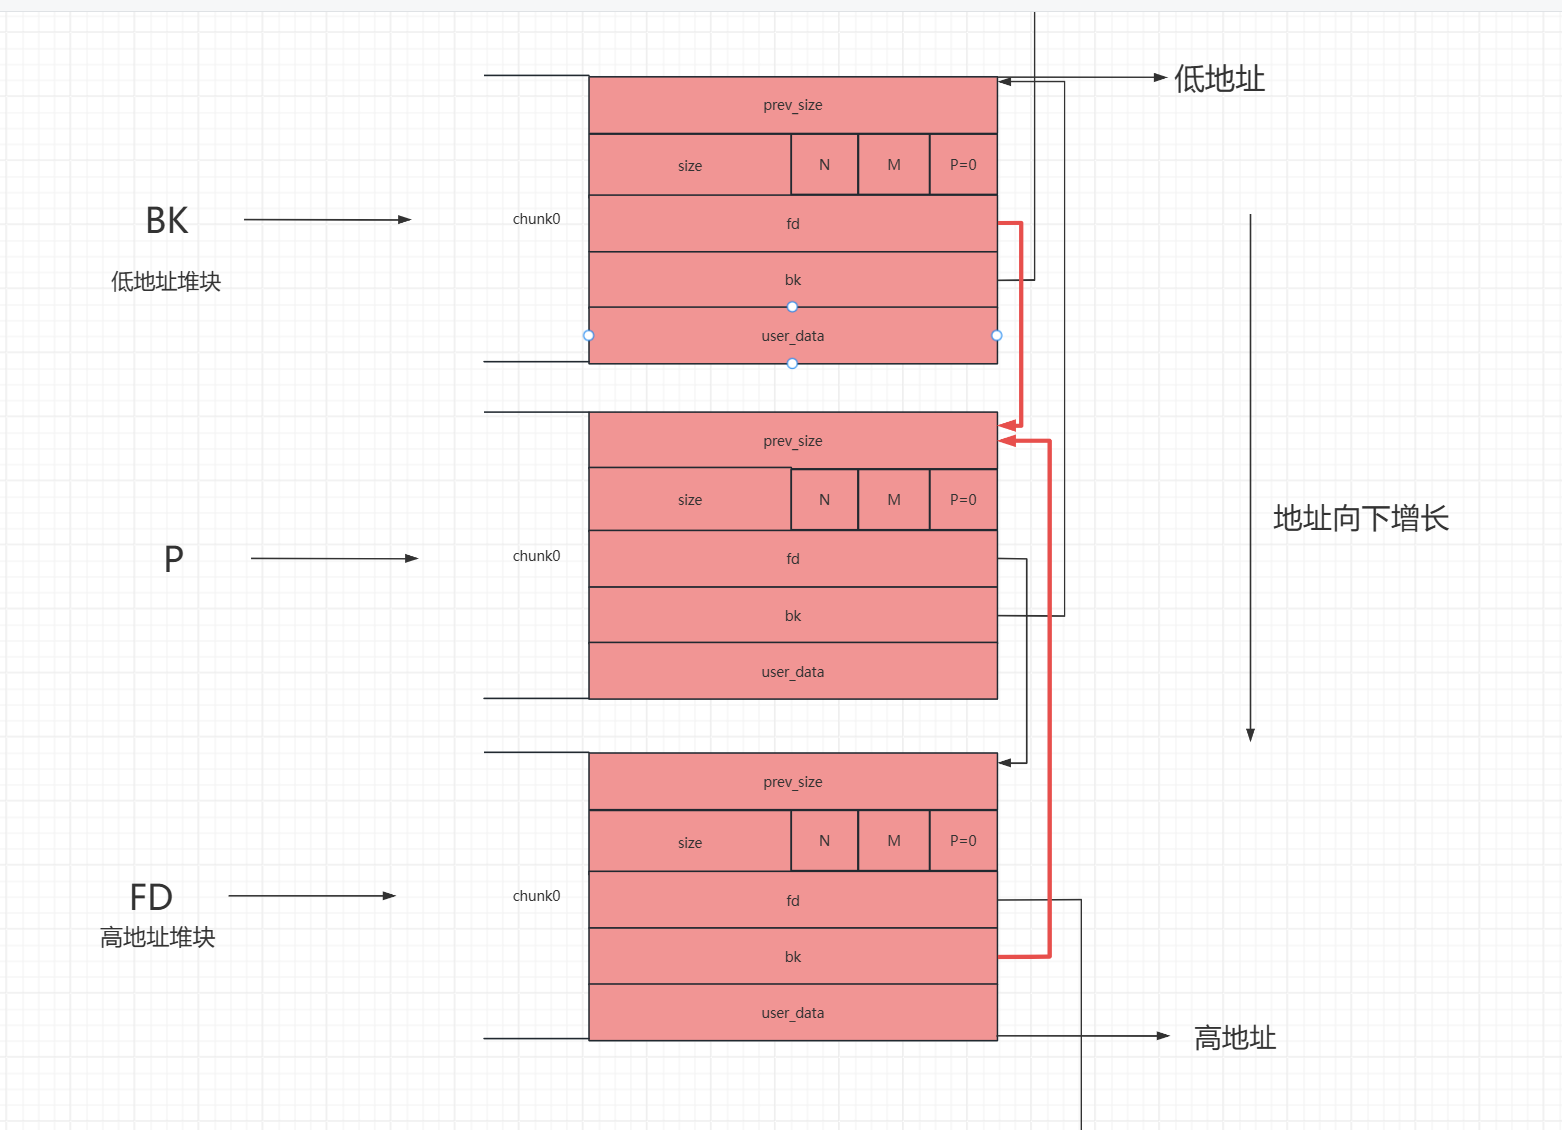 低地址
prev_size
size N M P=0
BK
chunk0
fd
低地址堆块
bk
user_data
prev_size
size N M P=0
地址向下增长
P
chunk0
fd
bk
user_data
prev_size
size N M P=0
FD
chunk0
fd
高地址堆块
bk
user_data
高地址